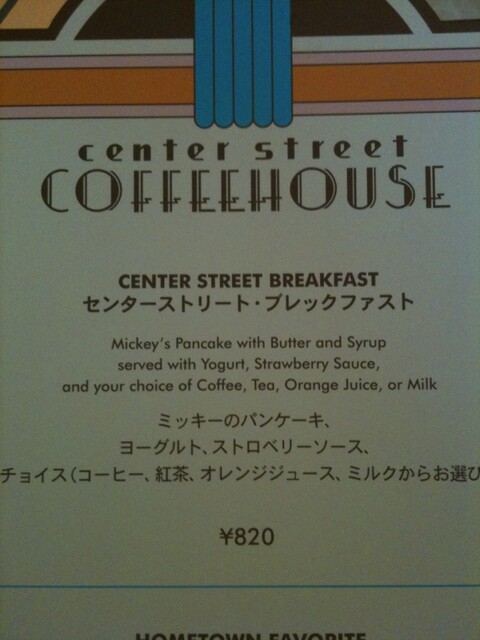 center street
COFFEEHOUSE
CENTER STREET BREAKFAST
センターストリート・ブレックファスト
Mickey's Pancake with Butter and Syrup
served with Yogurt, Strawberry Sauce,
and your choice of Coffee, Tea, Orange Juice, or Milk
ミッキーのパンケーキ、
ヨーグルト、ストロベリーソース、
チョイス（コーヒー、紅茶、オレンジジュース、ミルクからお選び
¥820
HOMETOWN FAVORITE